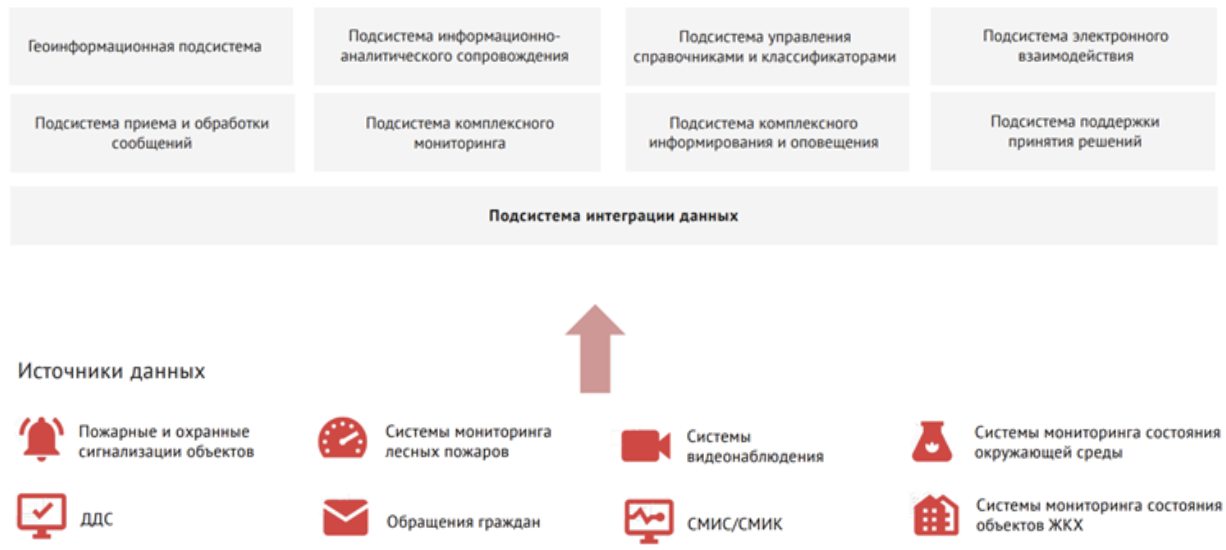 Геоинформационная подсистема
Подсистема информационно-
аналитического сопровождения
Подсистема управления
справочниками и классификаторами
Подсистема электронного
взаимодействия
Подсистема приема и обработки
сообщений
Подсистема комплексного
мониторинга
Подсистема комплексного
информирования и оповещения
Подсистема поддержки
принятия решений
Подсистема интеграции данных
Источники данных
Пожарные и охранные
сигнализации объектов
Системы мониторинга
лесных пожаров
Системы
видеонаблюдения
Системы мониторинга состояния
окружающей среды
ДДС
Обращения граждан
СМИС/СМИК
Системы мониторинга состояния
объектов ЖКХ